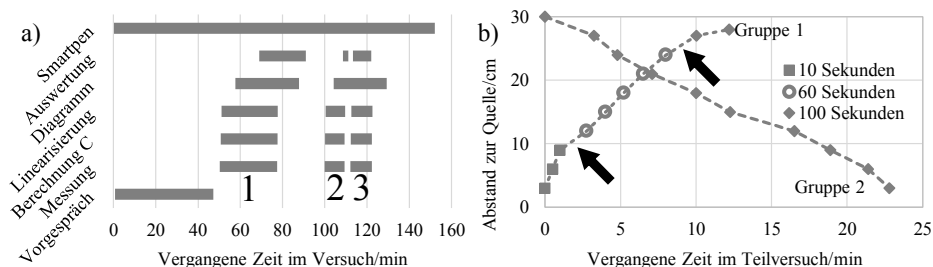 a)
Smartpen
Auswertung
Diagramm
Linearisierung
Berechnung C
Messung
Vorgespräch
1 2 3
0 20 40 60 80 100 120 140 160
Vergangene Zeit im Versuch/min
b)
Abstand zur Quelle/cm
30
20
10
0
Gruppe 1
10 Sekunden
60 Sekunden
100 Sekunden
Gruppe 2
0 5 10 15 20 25
Vergangene Zeit im Teilversuch/min